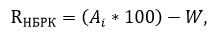 R_НБРК = (A_i * 100) − W,